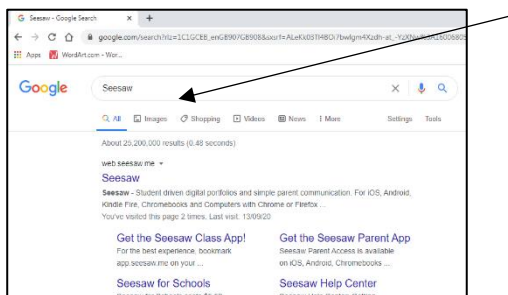 Seesaw - Google Search
google.com/search?rlz=1C1GCEB_enGB907GB908&
Apps WordArt.com - Wor...
Google
Seesaw
All Images Shopping Videos News More Settings Tools
About 25,200,000 results (0.48 seconds)
web.seesaw.me
Seesaw
Seesaw - Student driven digital portfolios and simple parent communication. For iOS, Android,
Kindle Fire, Chromebooks and Computers with Chrome or Firefox ...
You've visited this page 2 times. Last visit: 13/09/20
Get the Seesaw Class App! Get the Seesaw Parent App
For the best experience, bookmark Seesaw Parent Access is available
app.seesaw.me on your ... on iOS, Android, Chromebooks ...
Seesaw for Schools Seesaw Help Center